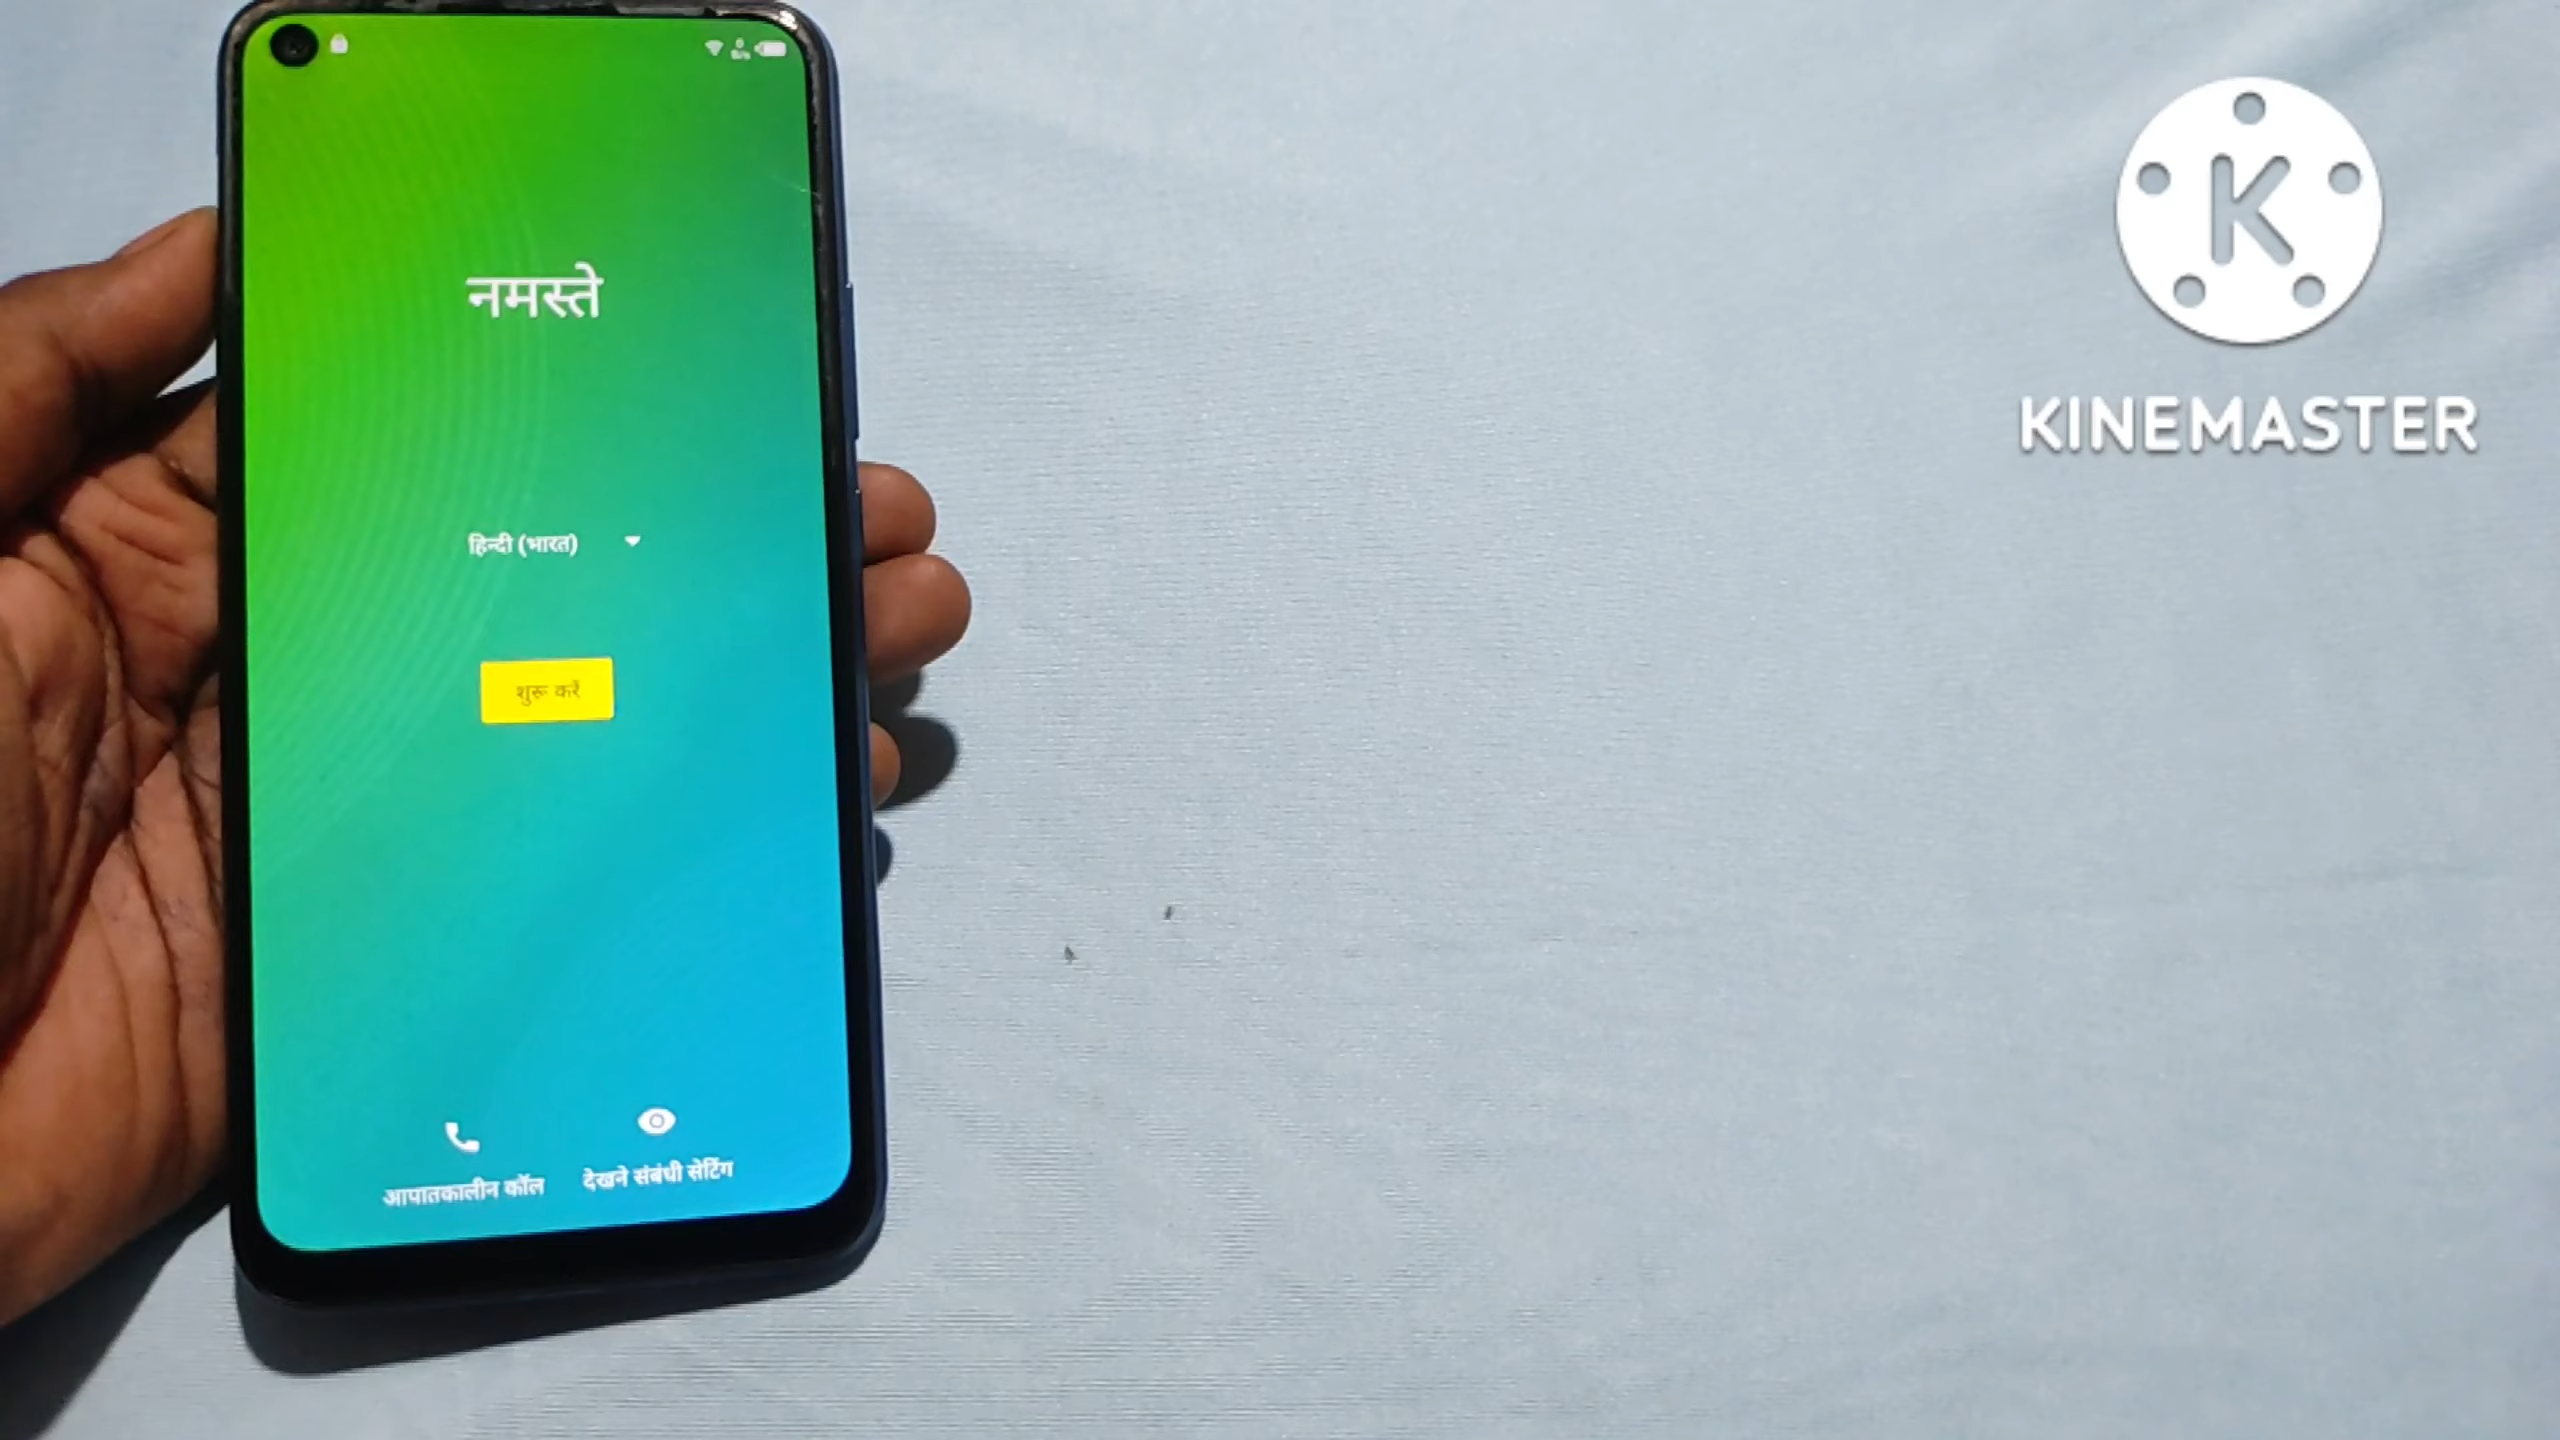 नमस्ते
हिन्दी (भारत)
शुरू करें
आपातकालीन कॉल
देखने संबंधी सेटिंग
K
KINEMASTER